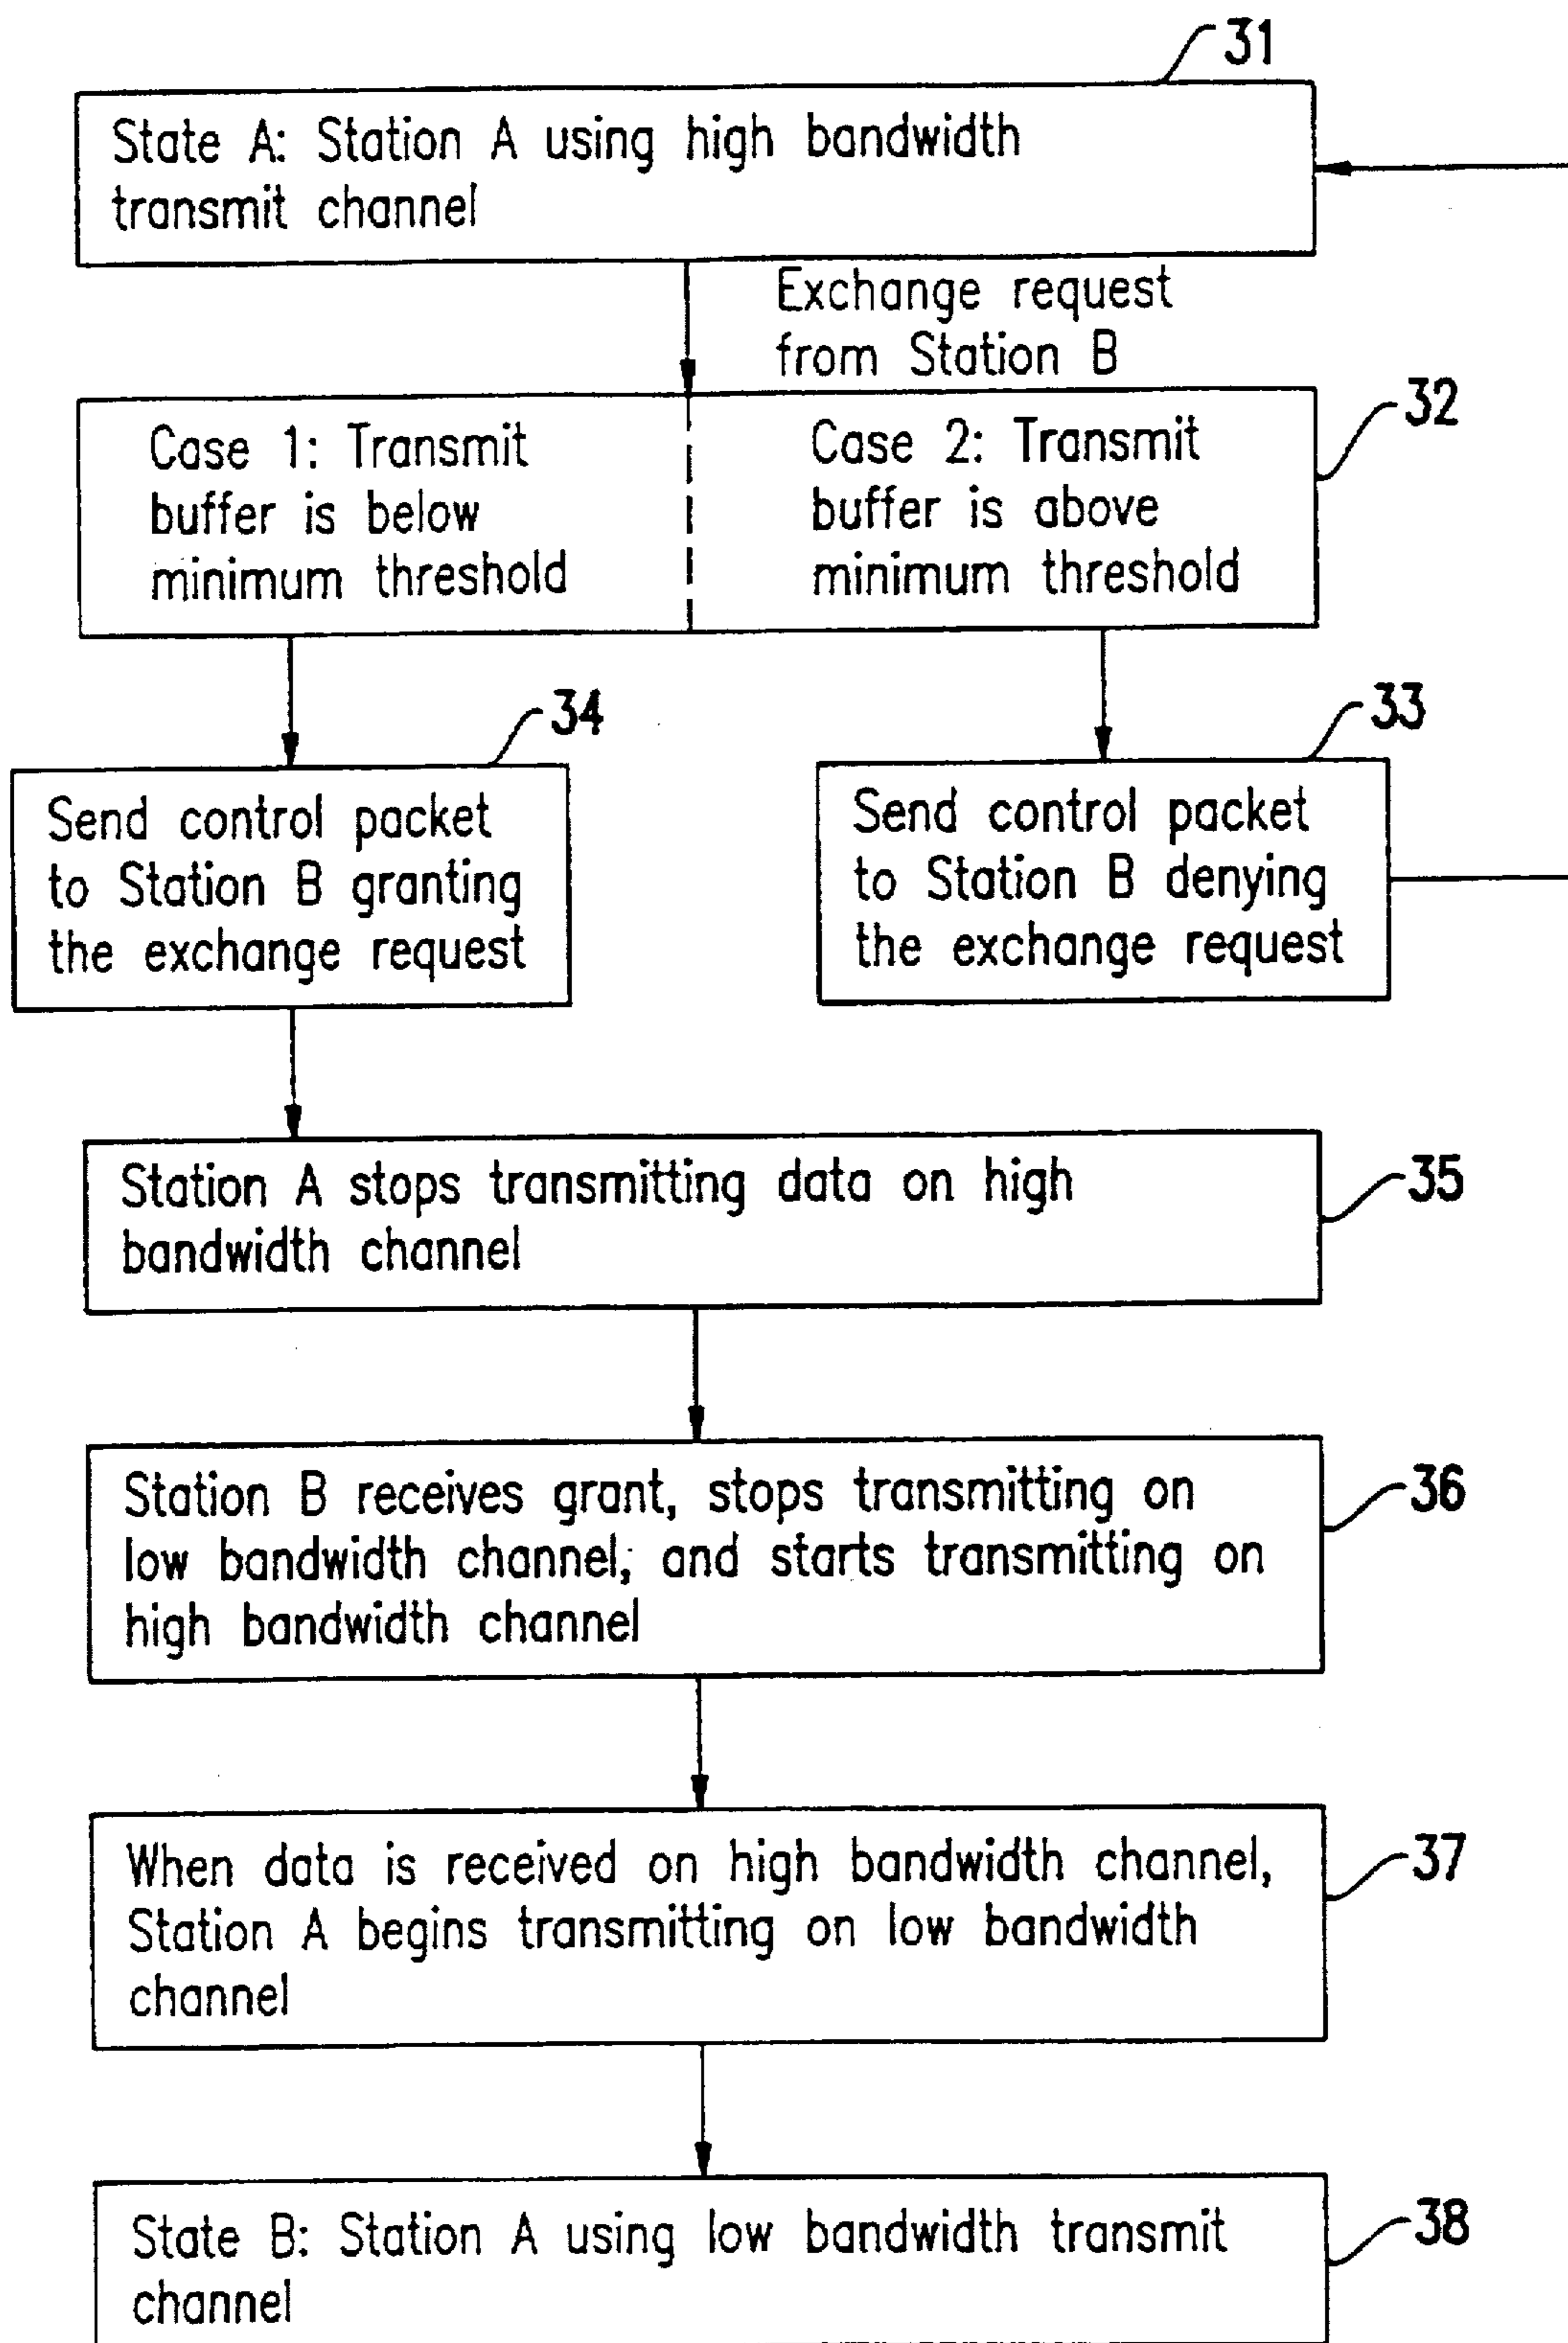 31
State A: Station A using high bandwidth
transmit channel
Exchange request
from Station B
32
Case 1: Transmit
buffer is below
minimum threshold
Case 2: Transmit
buffer is above
minimum threshold
34
Send control packet
to Station B granting
the exchange request
33
Send control packet
to Station B denying
the exchange request
35
Station A stops transmitting data on high
bandwidth channel
36
Station B receives grant, stops transmitting on
low bandwidth channel, and starts transmitting on
high bandwidth channel
37
When data is received on high bandwidth channel,
Station A begins transmitting on low bandwidth
channel
38
State B: Station A using low bandwidth transmit
channel